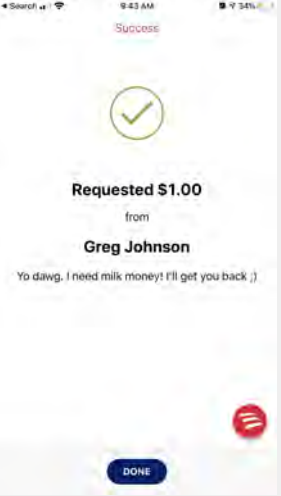 Search
9:43 AM
34%
Success
Requested $1.00
from
Greg Johnson
Yo dawg. I need milk money! I'll get you back ;)
DONE